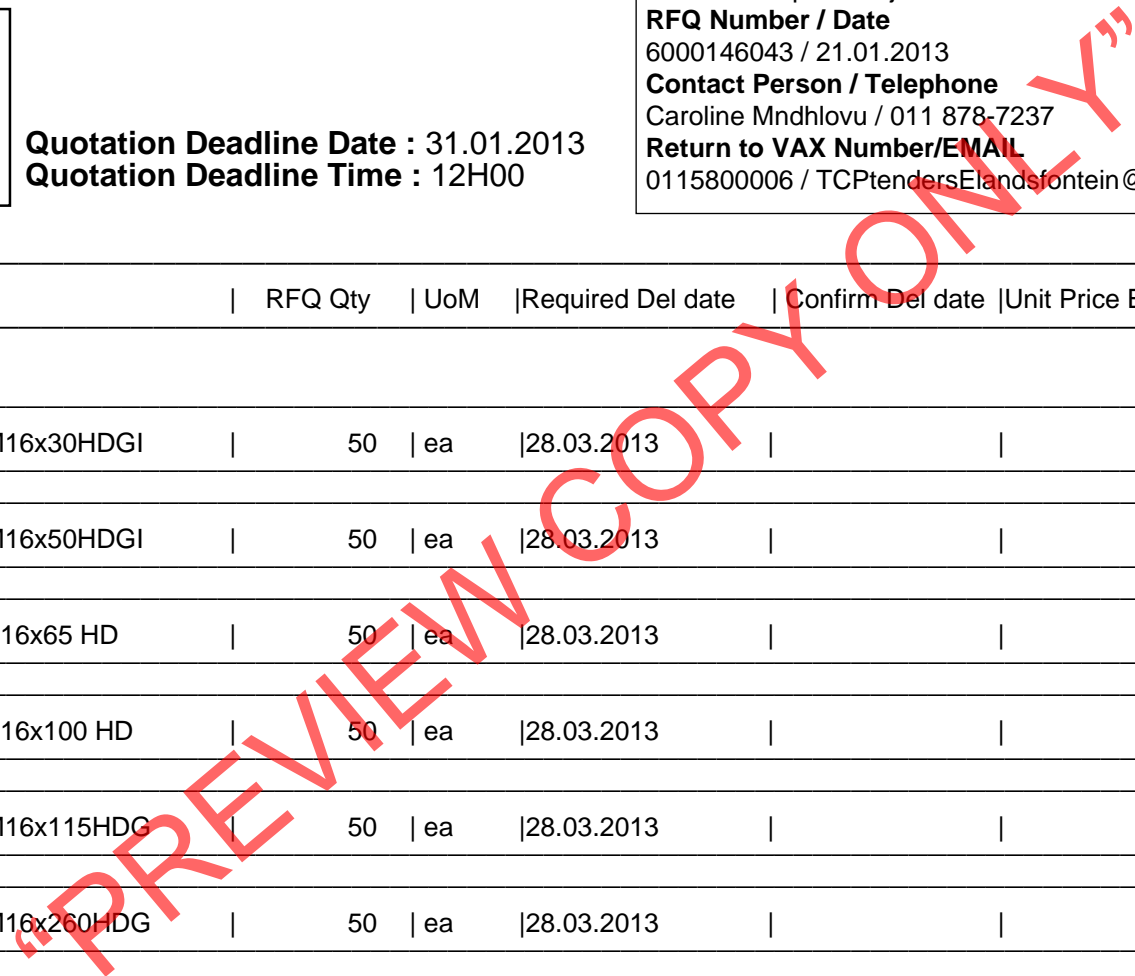 RFQ Number / Date
6000146043 / 21.01.2013
Contact Person / Telephone
Caroline Mndhlovu / 011 878-7237
Return to VAX Number/EMAIL
0115800006 / TCPtendersElandsfontein@
Quotation Deadline Date : 31.01.2013
Quotation Deadline Time : 12H00
| RFQ Qty | UoM |Required Del date | Confirm Del date |Unit Price
16x30HDGI | 50 | ea |28.03.2013 | |
16x50HDGI | 50 | ea |28.03.2013 | |
16x65 HD | 50 | ea |28.03.2013 | |
16x100 HD | 50 | ea |28.03.2013 | |
16x115HDG | 50 | ea |28.03.2013 | |
16x260HDG | 50 | ea |28.03.2013 | |
“PREVIEW COPY ONLY”